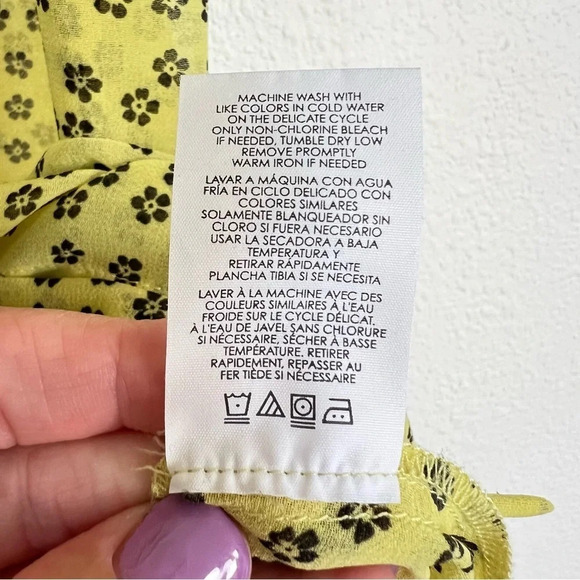 MACHINE WASH WITH
LIKE COLORS IN COLD WATER
ON THE DELICATE CYCLE
ONLY NON-CHLORINE BLEACH
IF NEEDED, TUMBLE DRY LOW
REMOVE PROMPTLY
WARM IRON IF NEEDED
LAVAR A MÁQUINA CON AGUA
FRÍA EN CICLO DELICADO CON
COLORES SIMILARES
SOLAMENTE BLANQUEADOR SIN
CLORO SI FUERA NECESARIO
USAR LA SECADORA A BAJA
TEMPERATURA Y
RETIRAR RÁPIDAMENTE
PLANCHA TIBIA SI SE NECESITA
LAVER À LA MACHINE AVEC DES
COULEURS SIMILAIRES À L'EAU
FROIDE SUR LE CYCLE DÉLICAT.
À L'EAU DE JAVEL SANS CHLORURE
SI NÉCESSAIRE, SÉCHER À BASSE
TEMPÉRATURE. RETIRER
RAPIDEMENT, REPASSER AU
FER TIÈDE SI NÉCESSAIRE